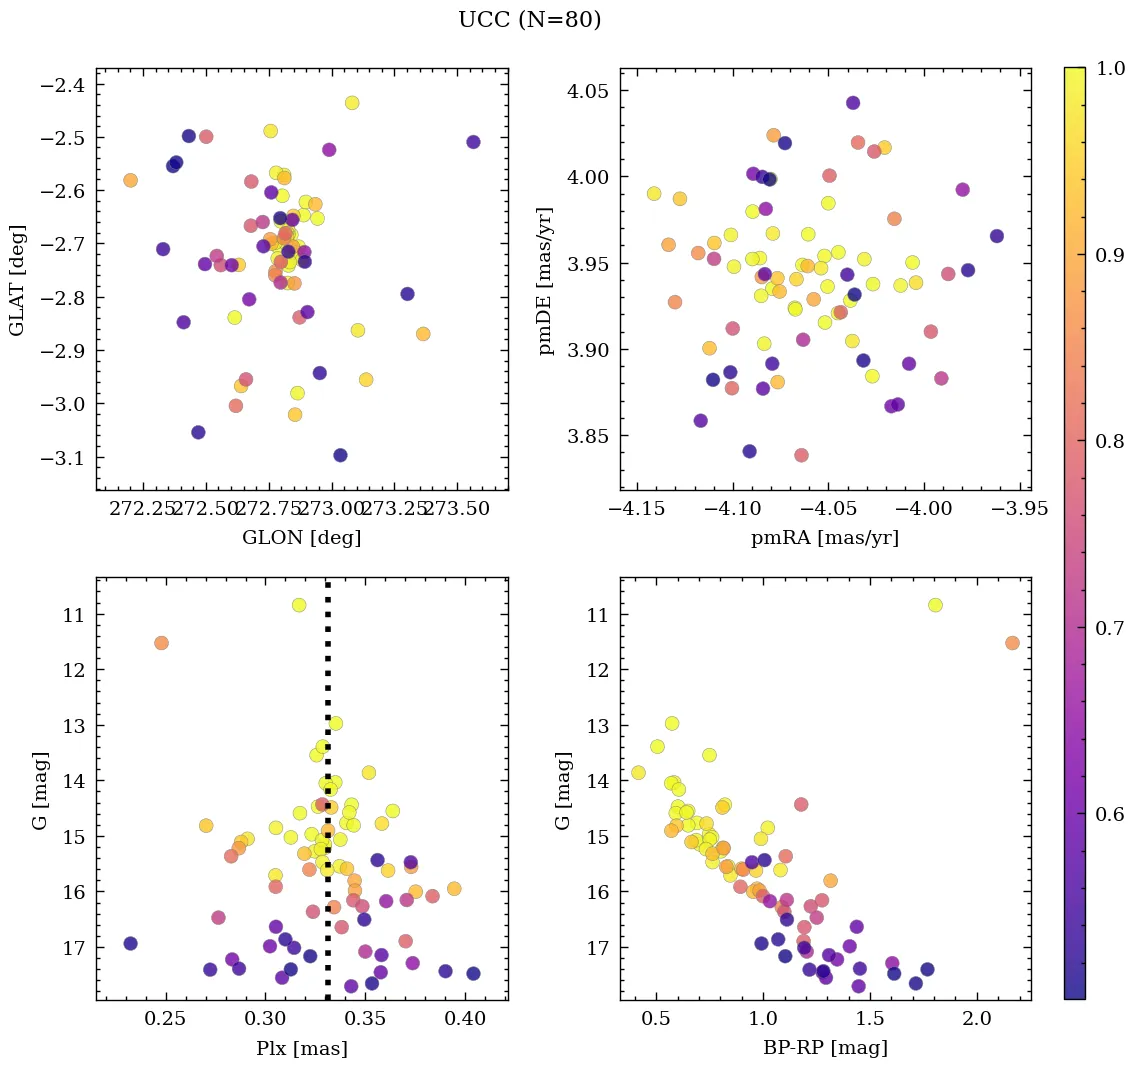 UCC (N=80)
−2.4
−2.5
−2.6
−2.7
−2.8
−2.9
−3.0
−3.1
GLAT [deg]
272.25 272.50 272.75 273.00 273.25 273.50
GLON [deg]
4.05
4.00
3.95
3.90
3.85
pmDE [mas/yr]
−4.15 −4.10 −4.05 −4.00 −3.95
pmRA [mas/yr]
1.0
0.9
0.8
0.7
0.6
11
12
13
14
15
16
17
G [mag]
0.25 0.30 0.35 0.40
Plx [mas]
11
12
13
14
15
16
17
G [mag]
0.5 1.0 1.5 2.0
BP-RP [mag]